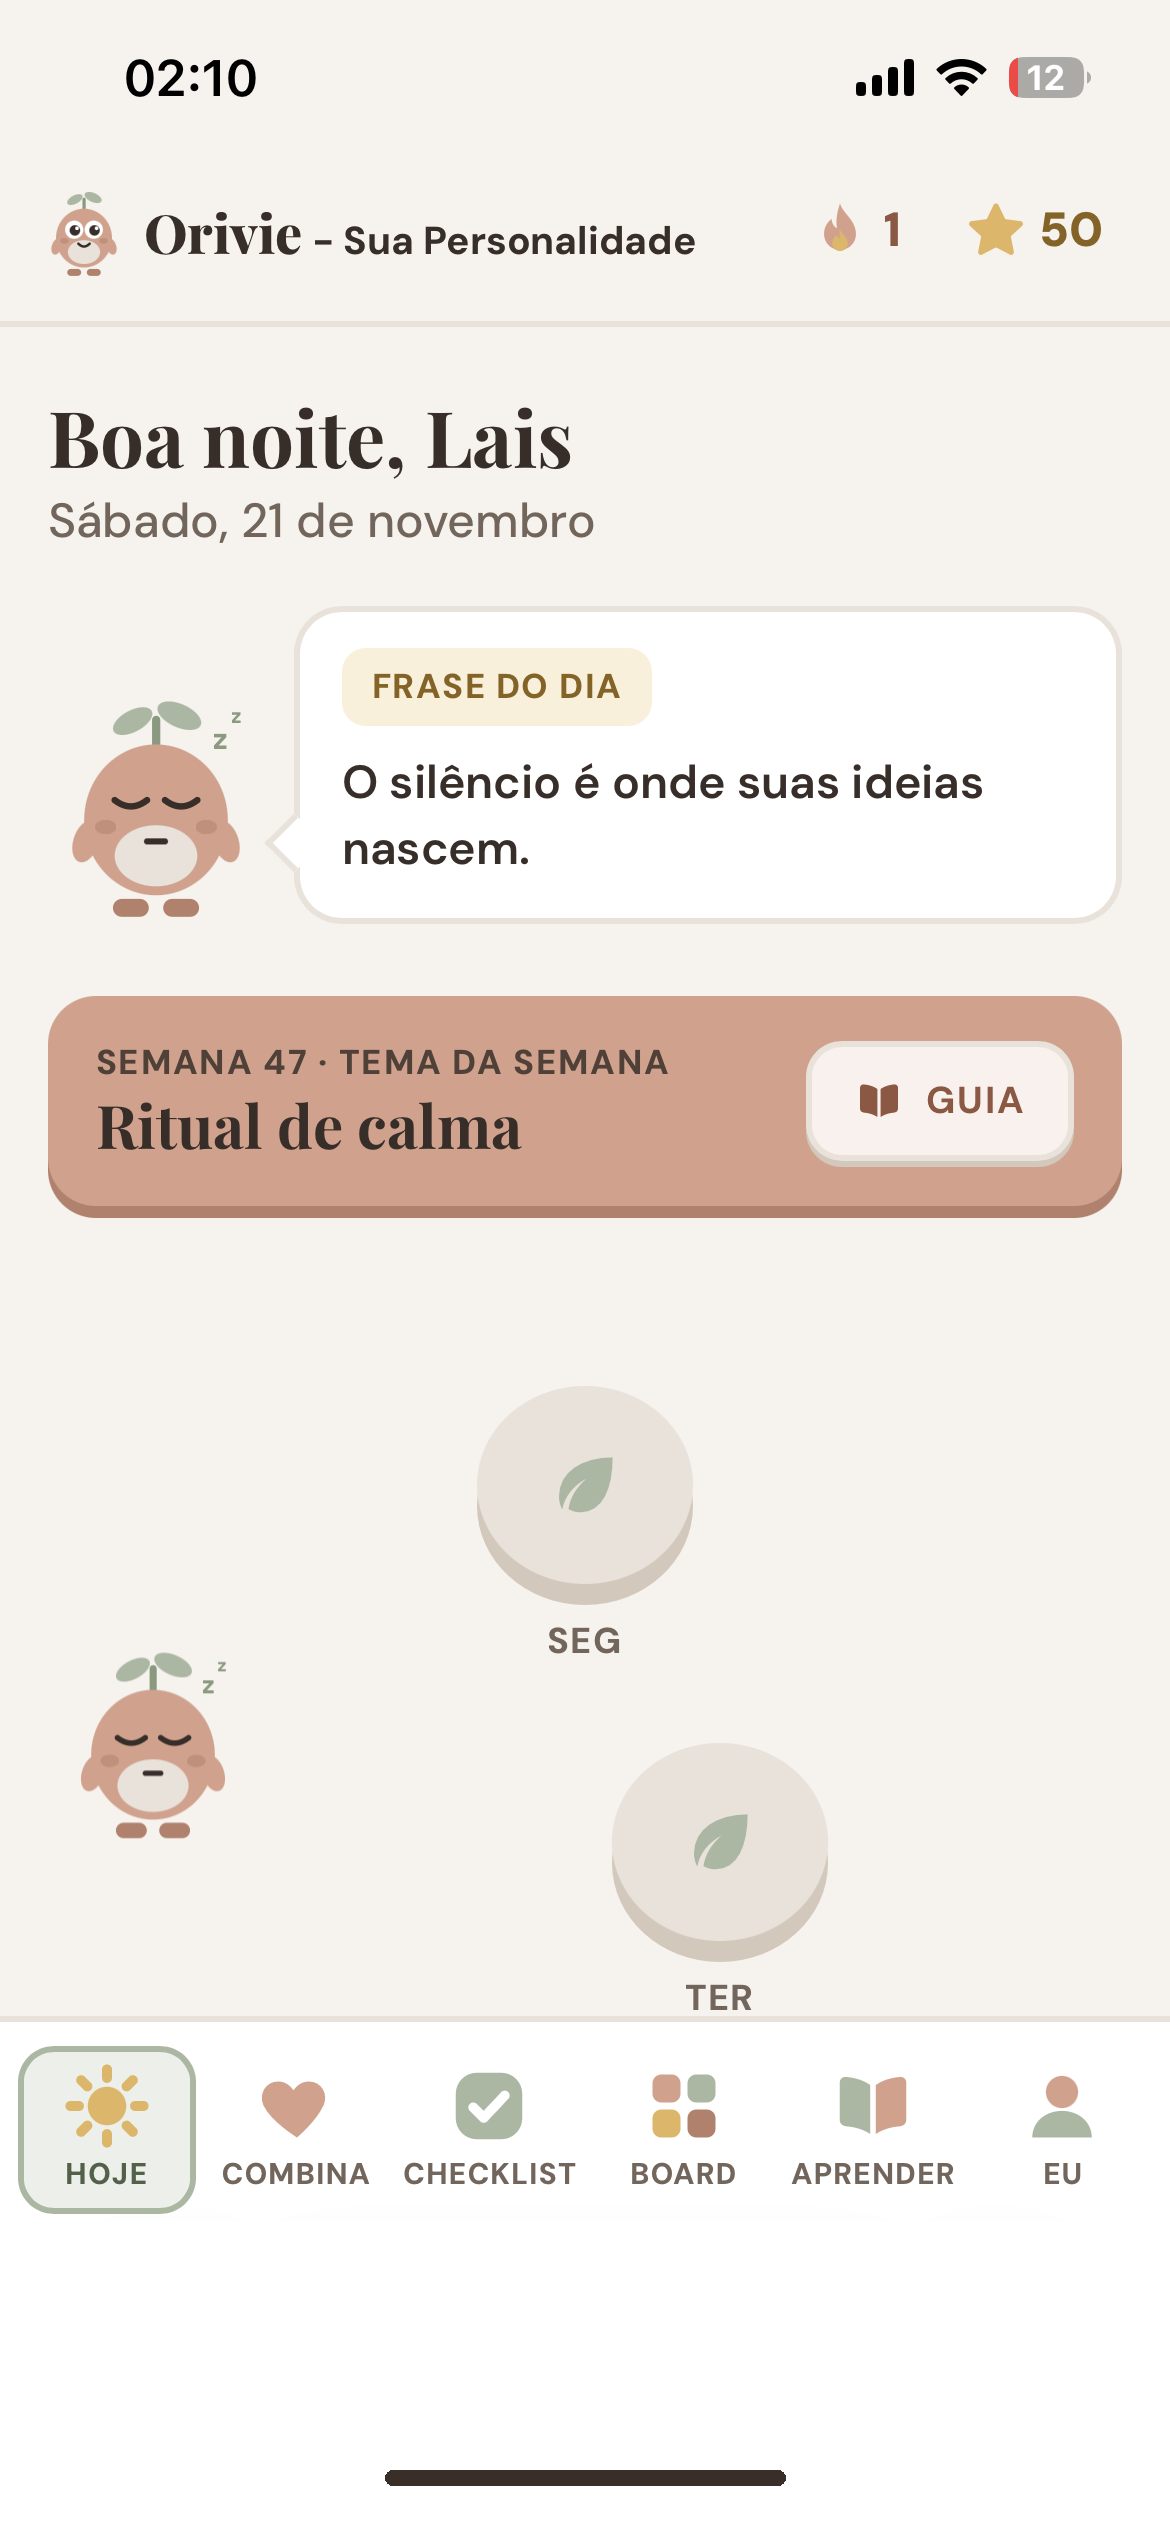 02:10
12
Orivie - Sua Personalidade
1
50
Boa noite, Lais
Sábado, 21 de novembro
z z
FRASE DO DIA
O silêncio é onde suas ideias
nascem.
SEMANA 47 · TEMA DA SEMANA
Ritual de calma
GUIA
SEG
z z
TER
HOJE
COMBINA
CHECKLIST
BOARD
APRENDER
EU